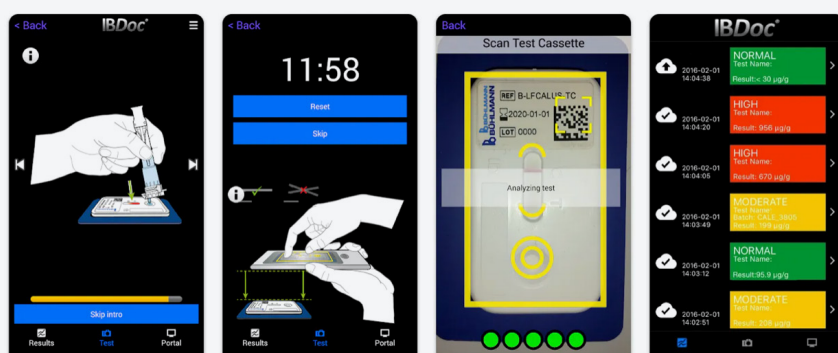 < Back
IBDoc®
Skip intro
Results
Test
Portal
< Back
11:58
Reset
Skip
Results
Test
Portal
Back
Scan Test Cassette
REF B-LFCALUS-TC
2020-01-01
LOT 0000
BÜHLMANN
BÜHLMANN
Analyzing test
IBDoc®
2016-02-01
14:04:38
NORMAL
Test Name:
Result:< 30 µg/g
2016-02-01
14:04:20
HIGH
Test Name:
Result: 956 µg/g
2016-02-01
14:04:05
HIGH
Test Name:
Result: 670 µg/g
2016-02-01
14:03:49
MODERATE
Test Name:
Batch: CALE_3B05
Result: 199 µg/g
2016-02-01
14:03:12
NORMAL
Test Name:
Result:95.9 µg/g
2016-02-01
14:02:51
MODERATE
Test Name:
Result: 208 µg/g